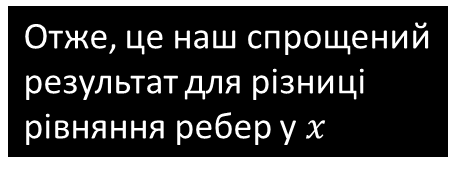 Отже, це наш спрощений
результат для різниці
рівняння ребер у 𝑥